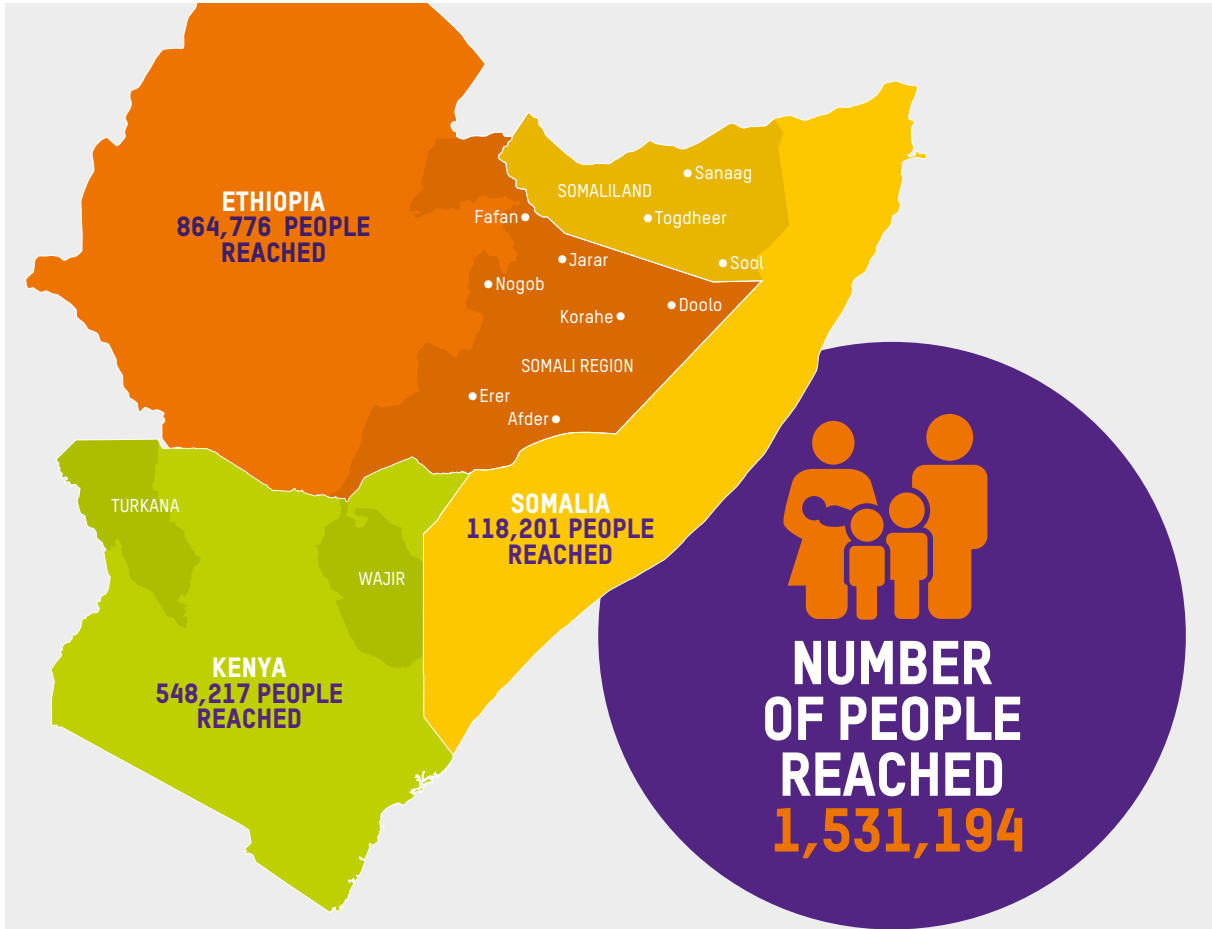 ETHIOPIA
864,776 PEOPLE
REACHED
SOMALILAND
Sanaag
Togdheer
Sool
Fafan
Jarar
Nogob
Doolo
Korahe
SOMALI REGION
Erer
Afder
TURKANA
WAJIR
SOMALIA
118,201 PEOPLE
REACHED
KENYA
548,217 PEOPLE
REACHED
NUMBER
OF PEOPLE
REACHED
1,531,194